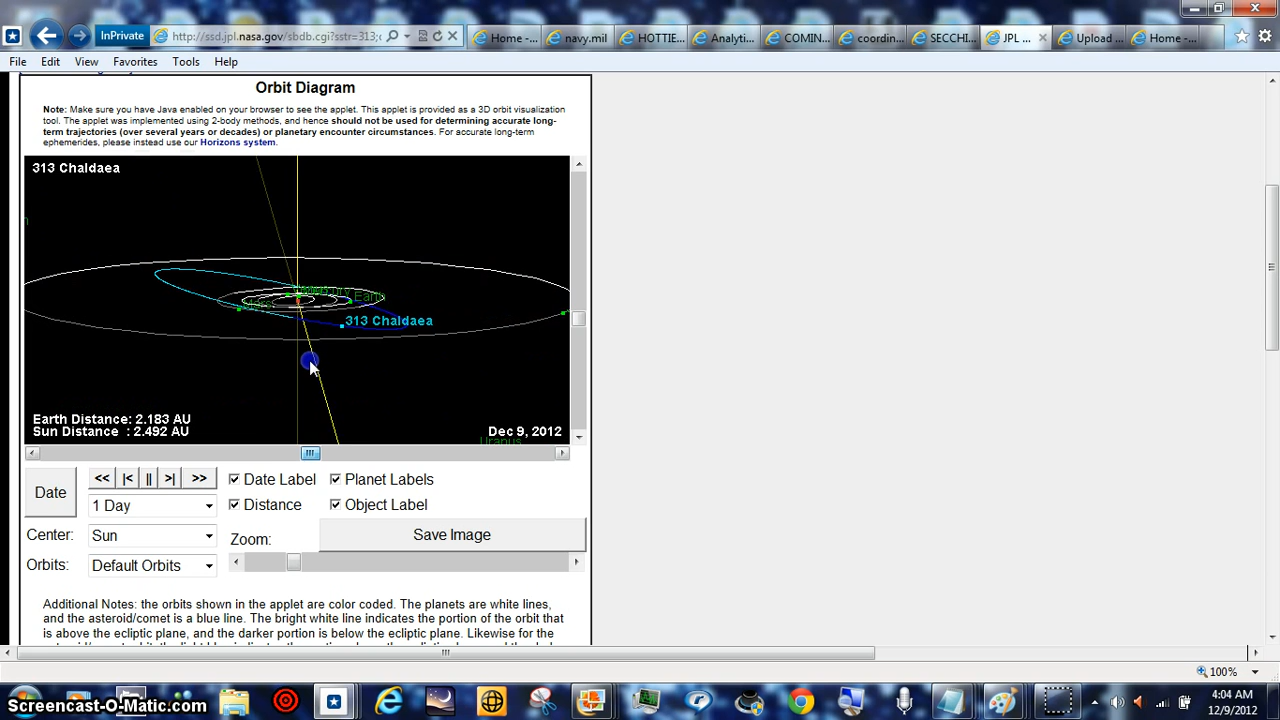 InPrivate
http://ssd.jpl.nasa.gov/sbdb.cgi?sstr=313;c
Home -...
navy.mil
HOTTIE...
Analyti...
COMIN...
coordin...
SECCHI...
JPL ...
Upload ...
Home -...
File Edit View Favorites Tools Help
Orbit Diagram
Note: Make sure you have Java enabled on your browser to see the applet. This applet is provided as a 3D orbit visualization
tool. The applet was implemented using 2-body methods, and hence should not be used for determining accurate long-
term trajectories (over several years or decades) or planetary encounter circumstances. For accurate long-term
ephemerides, please instead use our Horizons system.
313 Chaldaea
Earth
313 Chaldaea
Earth Distance: 2.183 AU
Sun Distance : 2.492 AU
Dec 9, 2012
Uranus
Date
<< |< || >| >>
Date Label
Planet Labels
1 Day
Distance
Object Label
Center: Sun
Zoom:
Save Image
Orbits: Default Orbits
Additional Notes: the orbits shown in the applet are color coded. The planets are white lines,
and the asteroid/comet is a blue line. The bright white line indicates the portion of the orbit that
is above the ecliptic plane, and the darker portion is below the ecliptic plane. Likewise for the
100%
Screencast-O-Matic.com
4:04 AM
12/9/2012